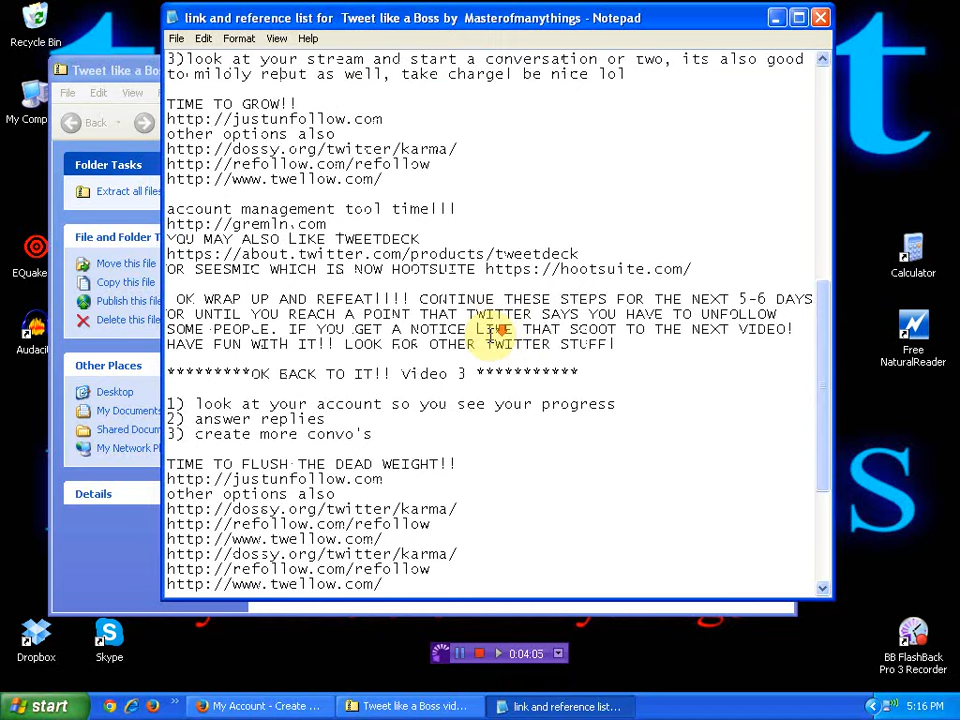 Recycle Bin
My Comp
EQuake
Audaci
Dropbox
Skype
Calculator
Free
NaturalReader
BB FlashBack
Pro 3 Recorder
t
s
Tweet like a Bos
File Edit View
Back
Folder Tasks
Extract all files
File and Folder T
Move this file
Copy this file
Publish this file
Delete this file
Other Places
Desktop
My Documents
Shared Docum
My Network Pl
Details
link and reference list for Tweet like a Boss by Masterofmanythings - Notepad
File Edit Format View Help
3)look at your stream and start a conversation or two, its also good
to mildly rebut as well, take charge! be nice lol
TIME TO GROW!!
http://justunfollow.com
other options also
http://dossy.org/twitter/karma/
http://refollow.com/refollow
http://www.twellow.com/
account management tool time!!!
http://gremln.com
YOU MAY ALSO LIKE TWEETDECK
https://about.twitter.com/products/tweetdeck
OR SEESMIC WHICH IS NOW HOOTSUITE https://hootsuite.com/
OK WRAP UP AND REPEAT!!!! CONTINUE THESE STEPS FOR THE NEXT 5-6 DAYS
OR UNTIL YOU REACH A POINT THAT TWITTER SAYS YOU HAVE TO UNFOLLOW
SOME PEOPLE. IF YOU GET A NOTICE LIKE THAT SCOOT TO THE NEXT VIDEO!
HAVE FUN WITH IT!! LOOK FOR OTHER TWITTER STUFF!
*********OK BACK TO IT!! Video 3 ***********
1) look at your account so you see your progress
2) answer replies
3) create more convo's
TIME TO FLUSH THE DEAD WEIGHT!!
http://justunfollow.com
other options also
http://dossy.org/twitter/karma/
http://refollow.com/refollow
http://www.twellow.com/
http://dossy.org/twitter/karma/
http://refollow.com/refollow
http://www.twellow.com/
0:04:05
start
My Account - Create ...
Tweet like a Boss vid...
link and reference list...
5:16 PM